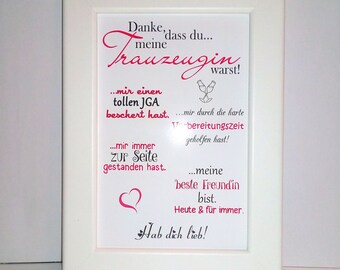 Danke,
dass du...
meine
Trauzeugin
warst!
...mir einen
tollen JGA
beschert hast.
...mir durch die harte
Vorbereitungszeit
geholfen hast!
...mir immer
zur Seite
gestanden hast.
...meine
beste Freundin
bist.
Heute & für immer.
Hab dich lieb!